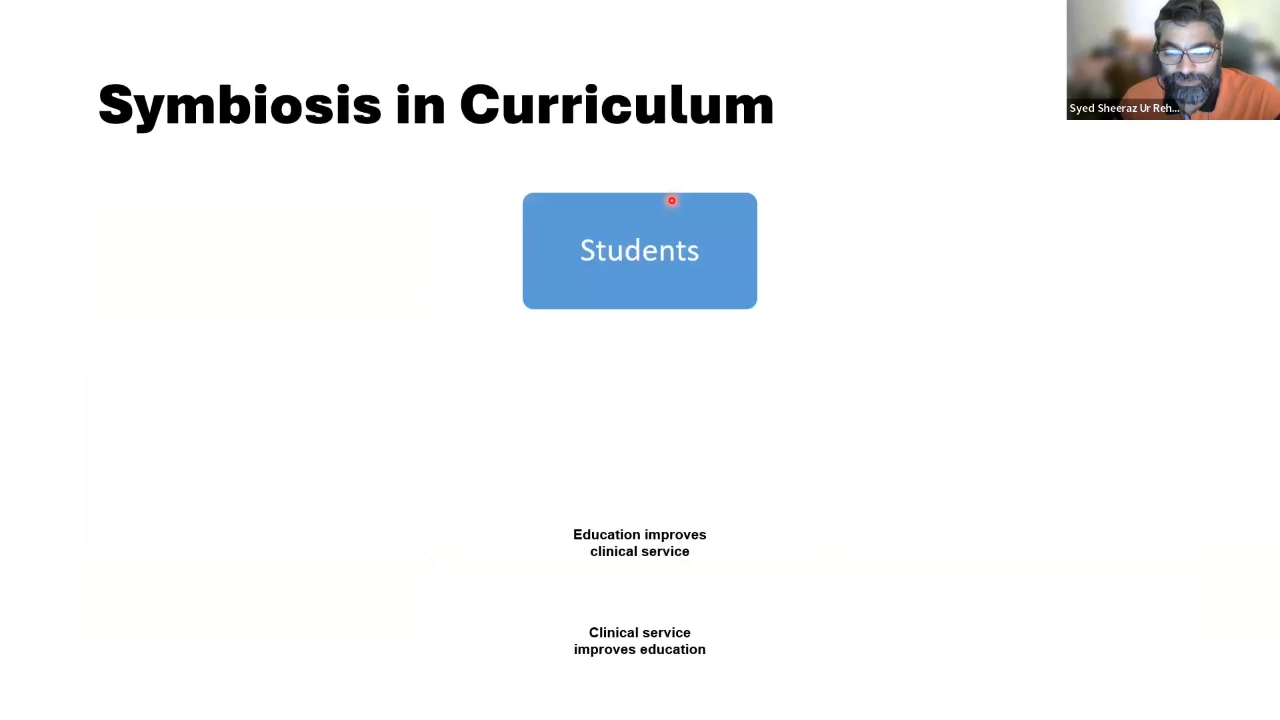 Symbiosis in Curriculum
Syed Sheeraz Ur Reh...
Students
Education improves
clinical service
Clinical service
improves education